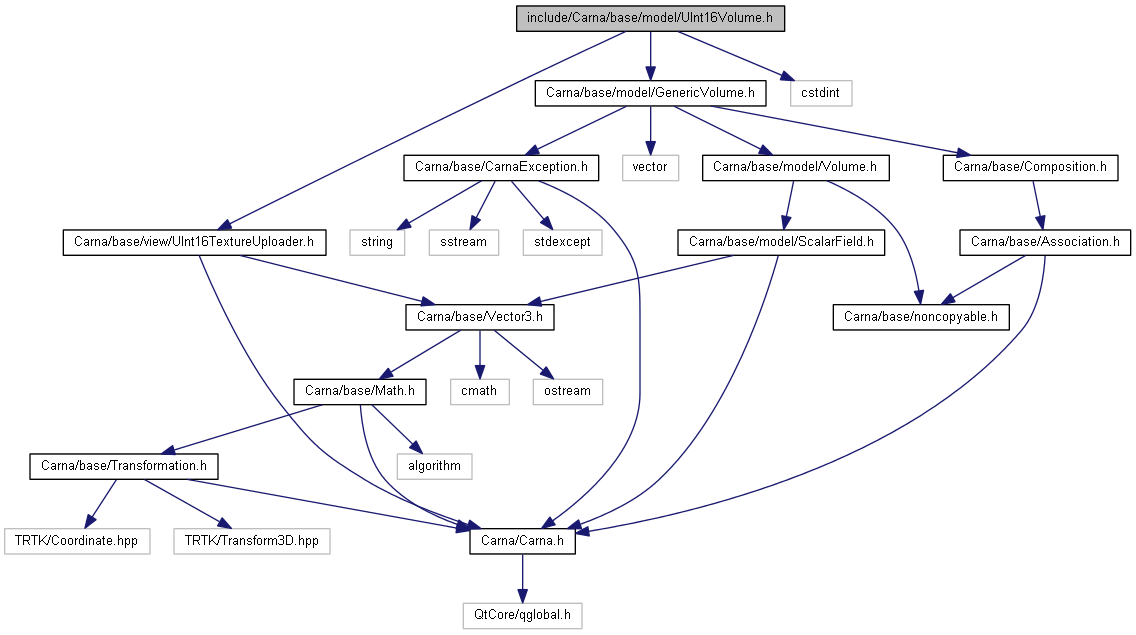 include/Carna/base/model/UInt16Volume.h
Carna/base/model/GenericVolume.h
cstdint
Carna/base/CarnaException.h
vector
Carna/base/model/Volume.h
Carna/base/Composition.h
Carna/base/view/UInt16TextureUploader.h
string
sstream
stdexcept
Carna/base/model/ScalarField.h
Carna/base/Association.h
Carna/base/Vector3.h
Carna/base/noncopyable.h
Carna/base/Math.h
cmath
ostream
Carna/base/Transformation.h
algorithm
TRTK/Coordinate.hpp
TRTK/Transform3D.hpp
Carna/Carna.h
QtCore/qglobal.h